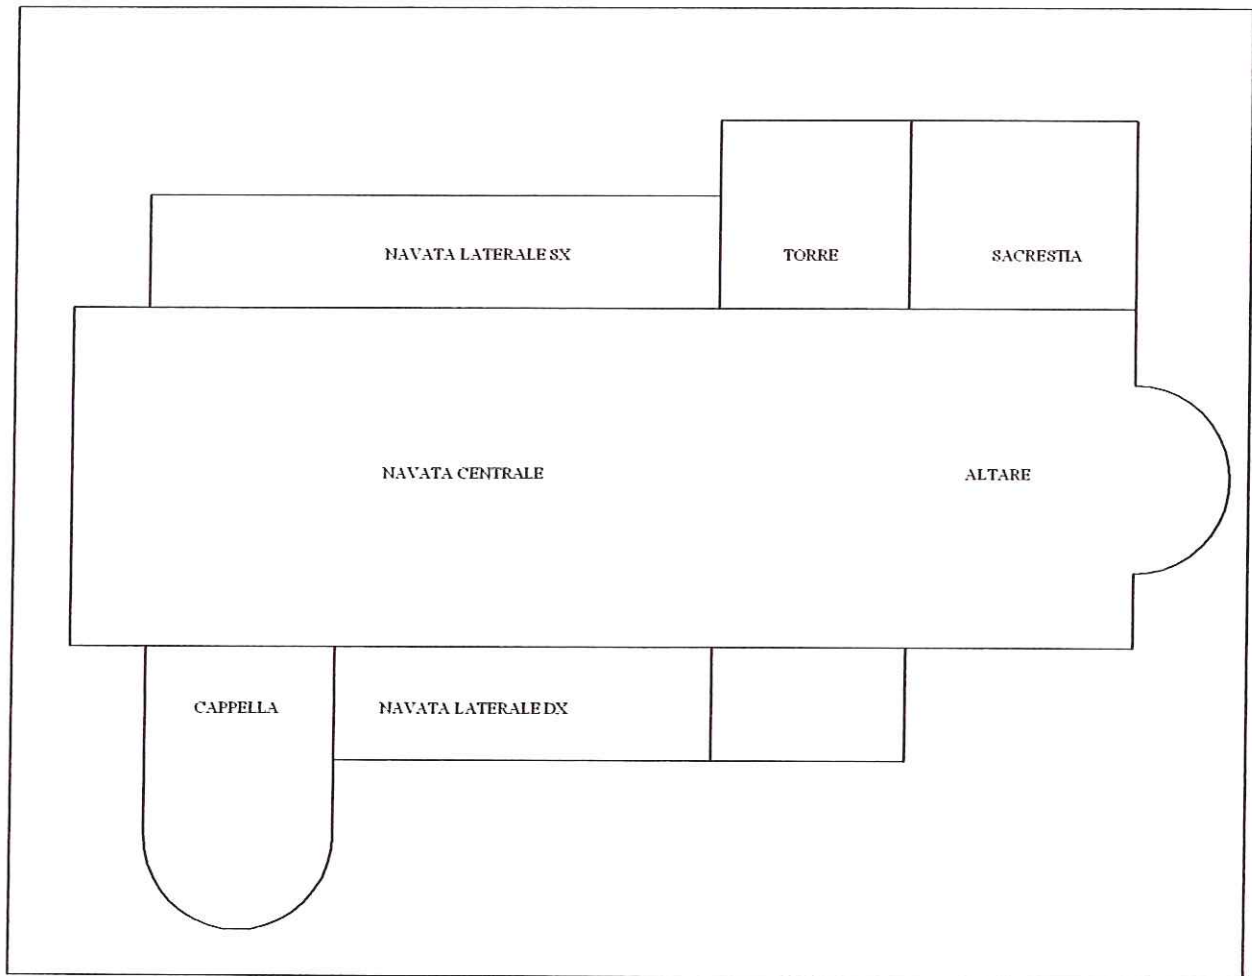 NAVATA LATERALE SX
TORRE
SACRESTIA
NAVATA CENTRALE
ALTARE
CAPPELLA
NAVATA LATERALE DX